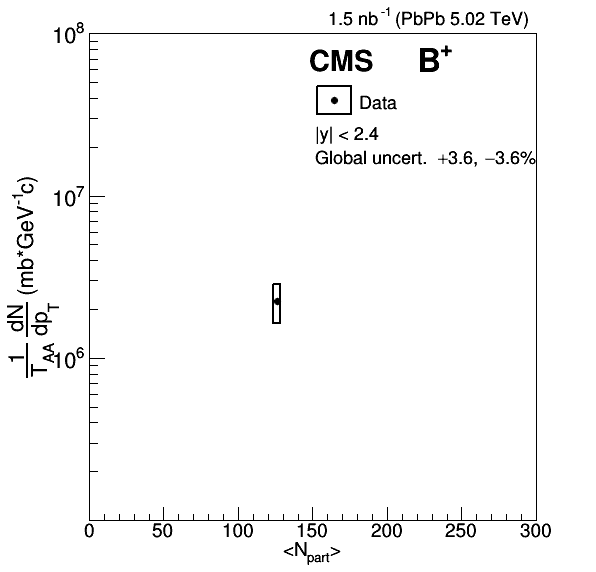 1.5 nb⁻¹ (PbPb 5.02 TeV)
10⁸
CMS B⁺
Data
|y| < 2.4
Global uncert. +3.6, −3.6%
10⁷
10⁶
1/T_AA dN/dp_T (mb*GeV⁻¹c)
0 50 100 150 200 250 300
<N_part>